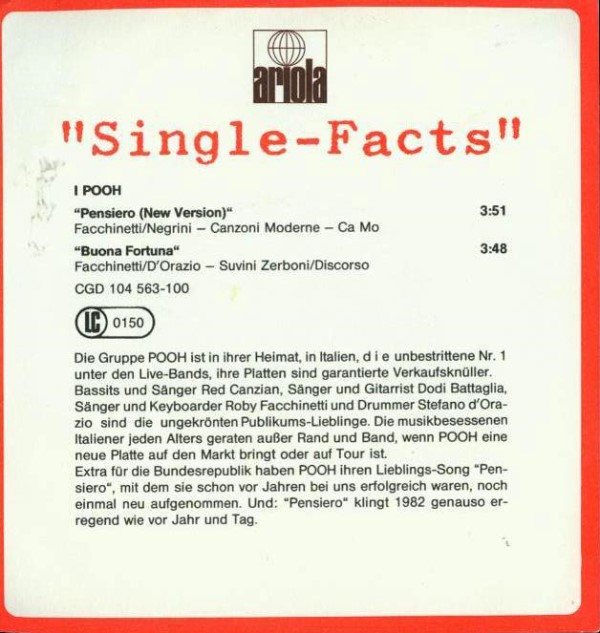 ariola
"Single-Facts"
I POOH
“Pensiero (New Version)“ 3:51
Facchinetti/Negrini – Canzoni Moderne – Ca Mo
“Buona Fortuna“ 3:48
Facchinetti/D'Orazio – Suvini Zerboni/Discorso
CGD 104 563-100
LC 0150
Die Gruppe POOH ist in ihrer Heimat, in Italien, d i e unbestrittene Nr. 1
unter den Live-Bands, ihre Platten sind garantierte Verkaufsknüller.
Bassits und Sänger Red Canzian, Sänger und Gitarrist Dodi Battaglia,
Sänger und Keyboarder Roby Facchinetti und Drummer Stefano d'Ora-
zio sind die ungekrönten Publikums-Lieblinge. Die musikbesessenen
Italiener jeden Alters geraten außer Rand und Band, wenn POOH eine
neue Platte auf den Markt bringt oder auf Tour ist.
Extra für die Bundesrepublik haben POOH ihren Lieblings-Song “Pen-
siero“, mit dem sie schon vor Jahren bei uns erfolgreich waren, noch
einmal neu aufgenommen. Und: “Pensiero“ klingt 1982 genauso er-
regend wie vor Jahr und Tag.